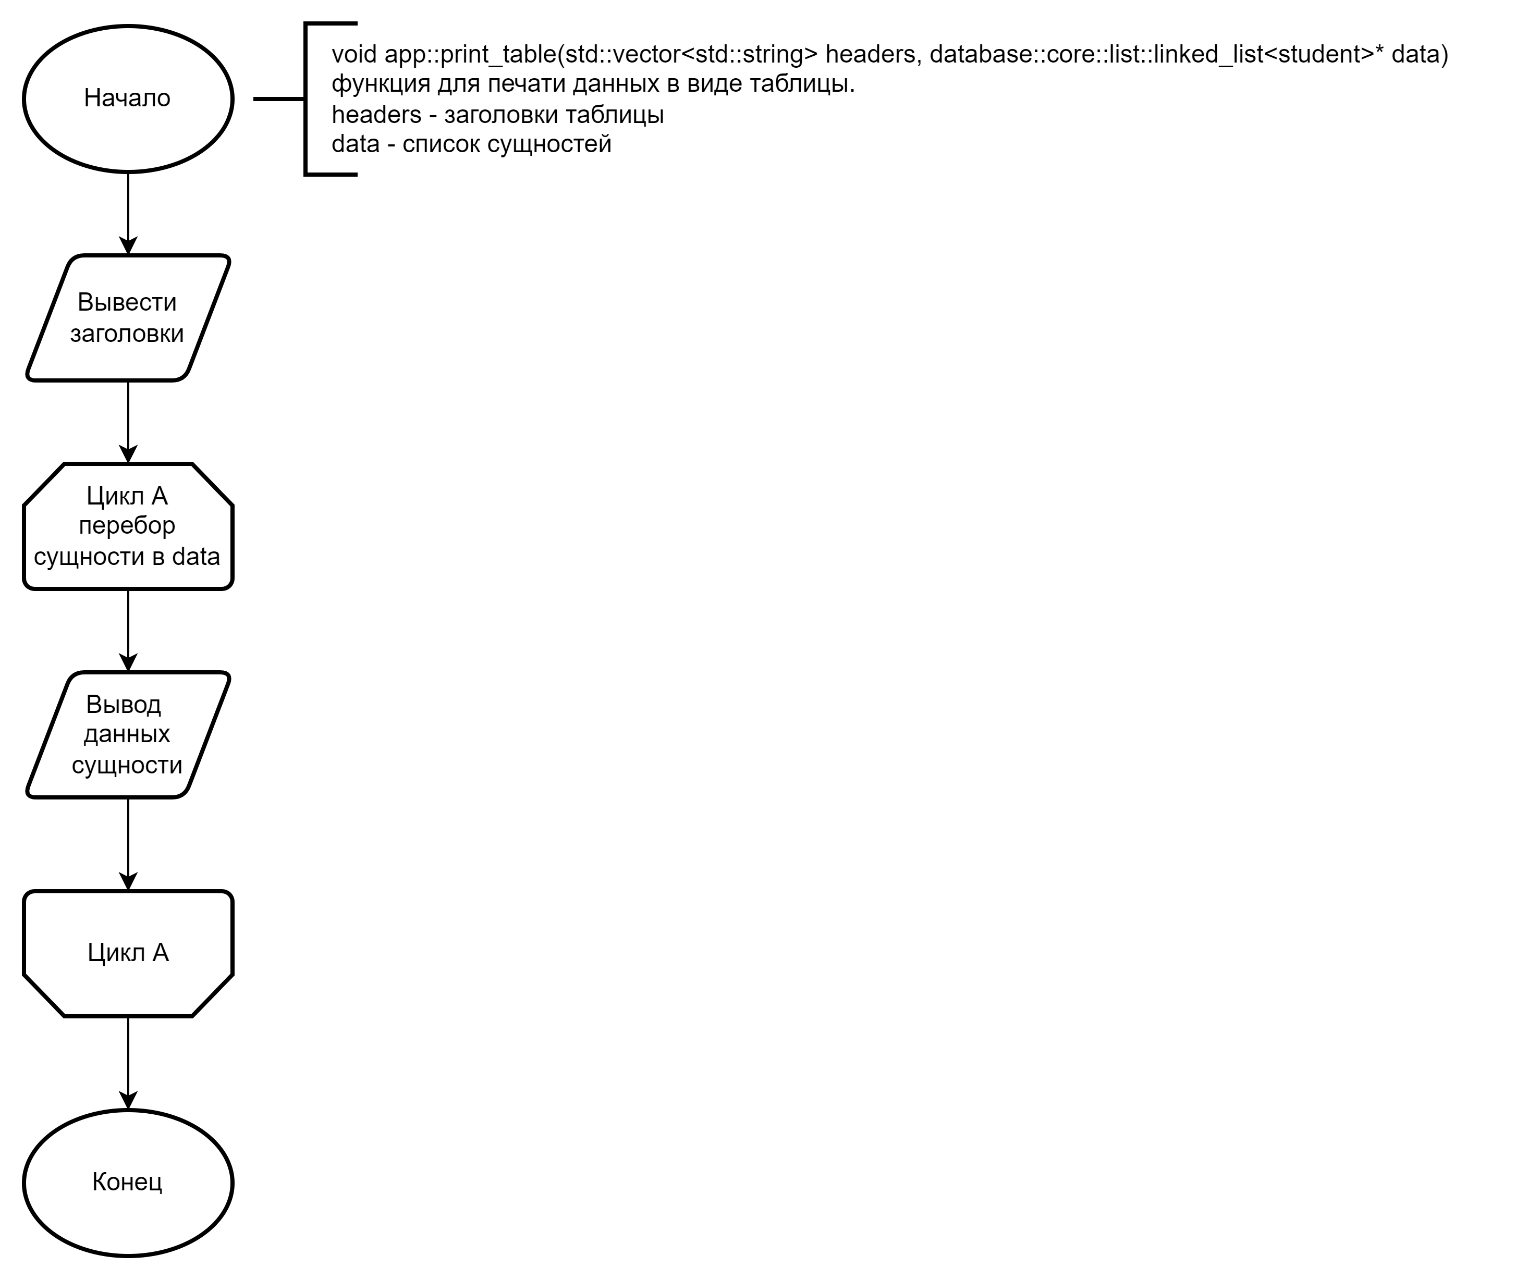 Начало
void app::print_table(std::vector<std::string> headers, database::core::list::linked_list<student>* data)
функция для печати данных в виде таблицы.
headers - заголовки таблицы
data - список сущностей
Вывести
заголовки
Цикл А
перебор
сущности в data
Вывод
данных
сущности
Цикл А
Конец